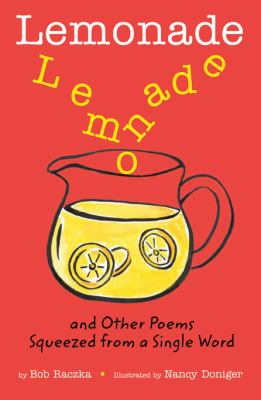 Lemonade
Lemonade
and Other Poems
Squeezed from a Single Word
by Bob Raczka • Illustrated by Nancy Doniger